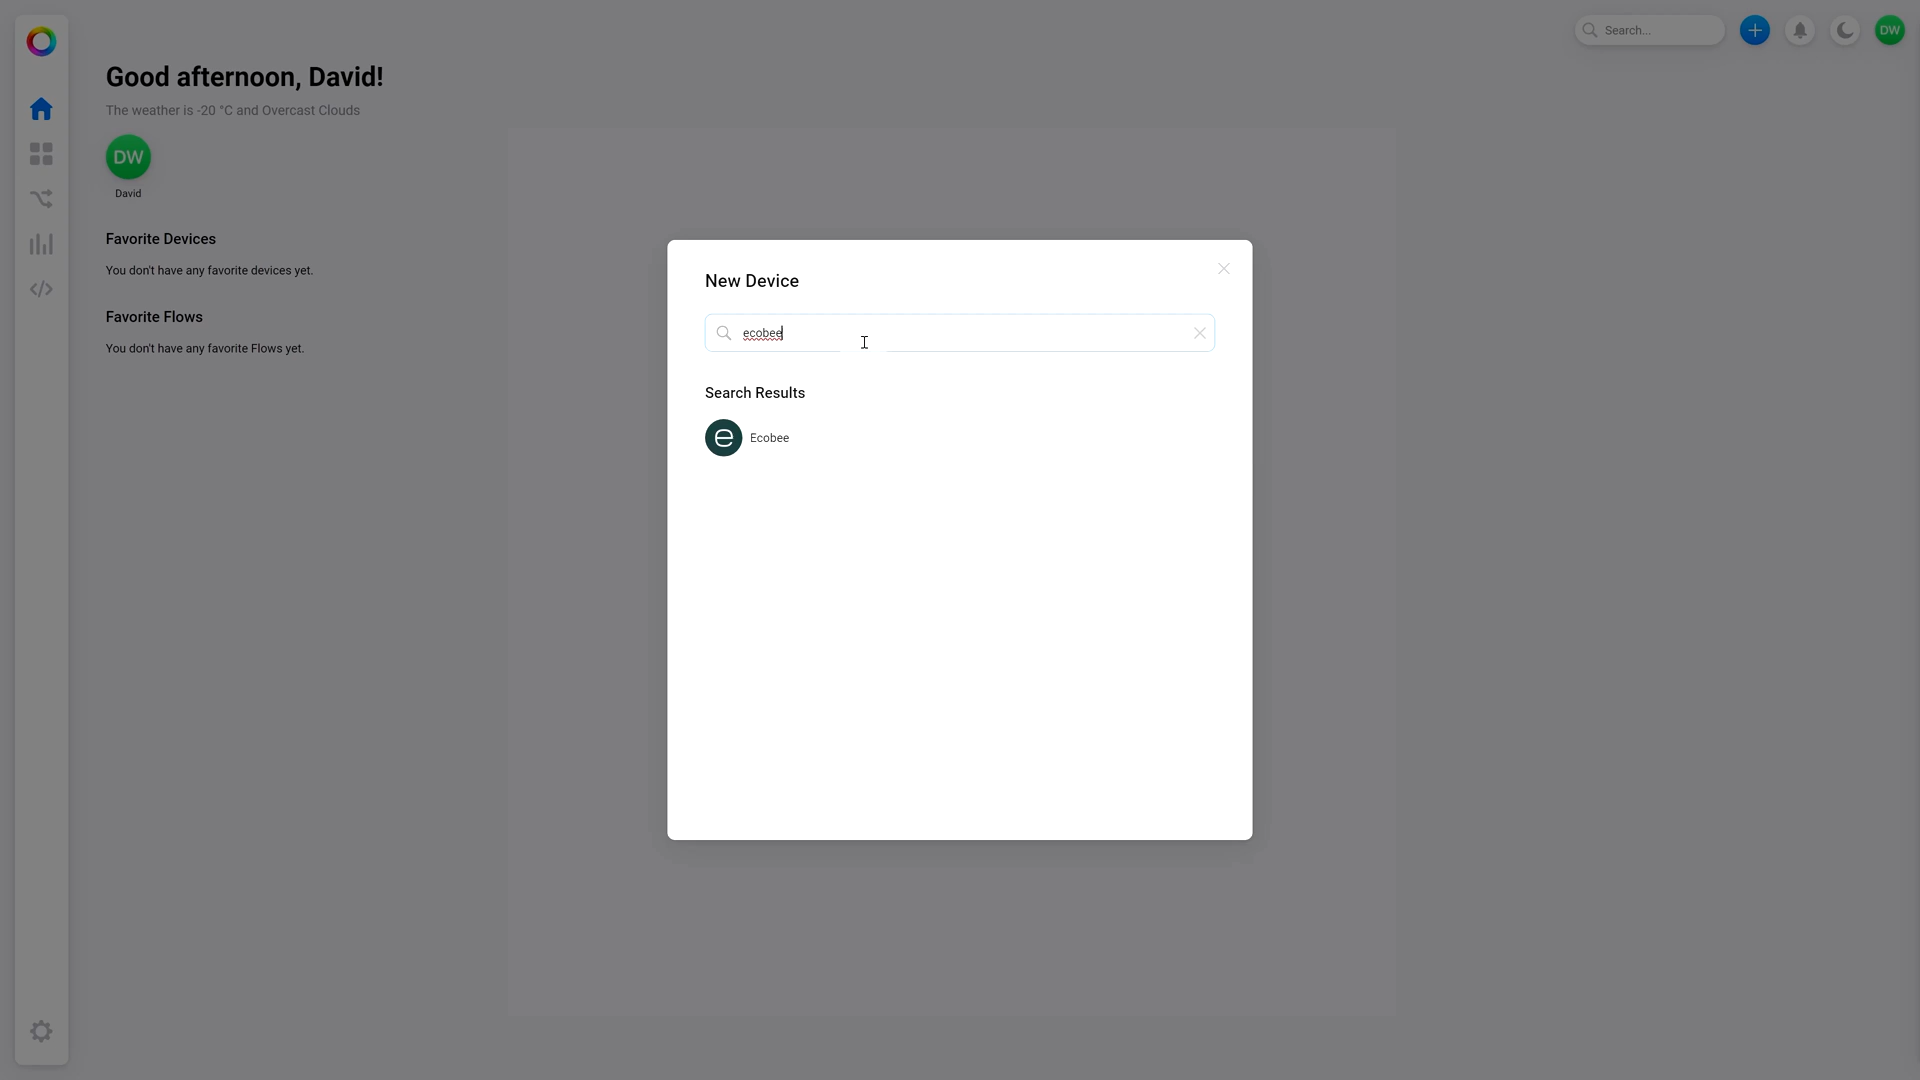 Search...
DW
Good afternoon, David!
The weather is -20 °C and Overcast Clouds
DW
David
Favorite Devices
You don't have any favorite devices yet.
Favorite Flows
You don't have any favorite Flows yet.
New Device
ecobee
Search Results
e
Ecobee